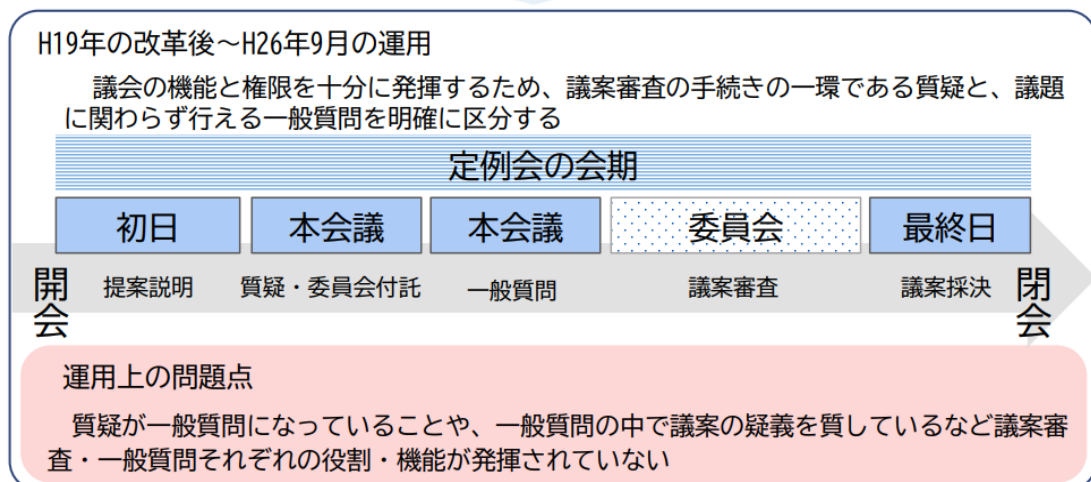 H19年の改革後～H26年9月の運用
議会の機能と権限を十分に発揮するため、議案審査の手続きの一環である質疑と、議題
に関わらず行える一般質問を明確に区分する
定例会の会期
初日
本会議
本会議
委員会
最終日
開会
提案説明
質疑・委員会付託
一般質問
議案審査
議案採決
閉会
運用上の問題点
質疑が一般質問になっていることや、一般質問の中で議案の疑義を質しているなど議案審
査・一般質問それぞれの役割・機能が発揮されていない